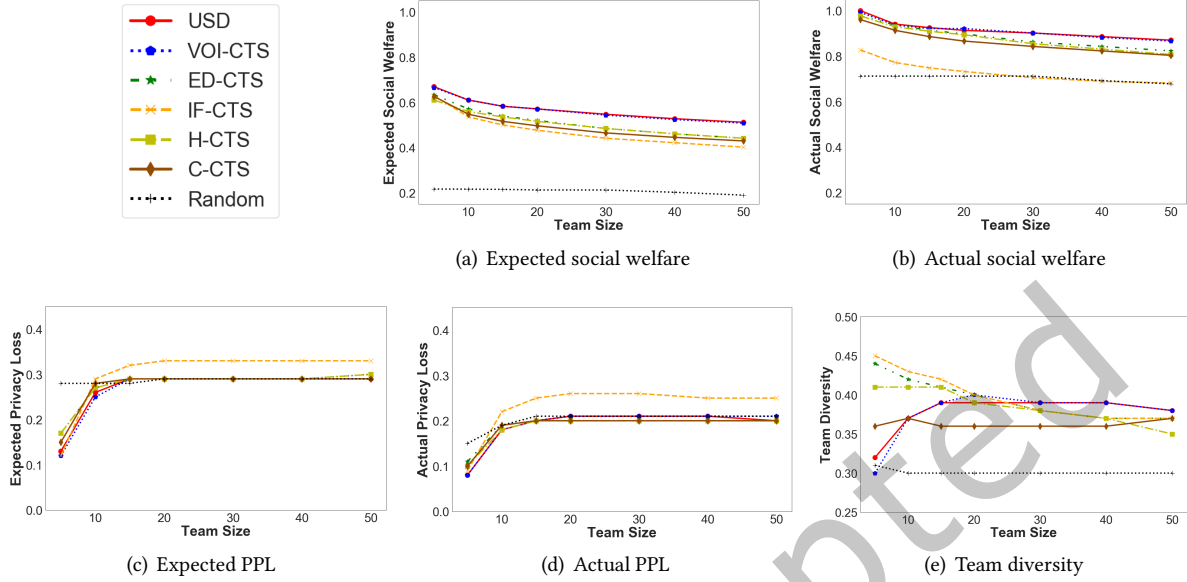 USD
VOI-CTS
ED-CTS
IF-CTS
H-CTS
C-CTS
Random
Expected Social Welfare
1.0
0.8
0.6
0.4
0.2
10 20 30 40 50
Team Size
(a) Expected social welfare
Actual Social Welfare
1.0
0.8
0.6
0.4
0.2
10 20 30 40 50
Team Size
(b) Actual social welfare
Expected Privacy Loss
0.4
0.3
0.2
0.1
0.0
10 20 30 40 50
Team Size
(c) Expected PPL
Actual Privacy Loss
0.4
0.3
0.2
0.1
0.0
10 20 30 40 50
Team Size
(d) Actual PPL
Team Diversity
0.50
0.45
0.40
0.35
0.30
0.25
10 20 30 40 50
Team Size
(e) Team diversity
pted